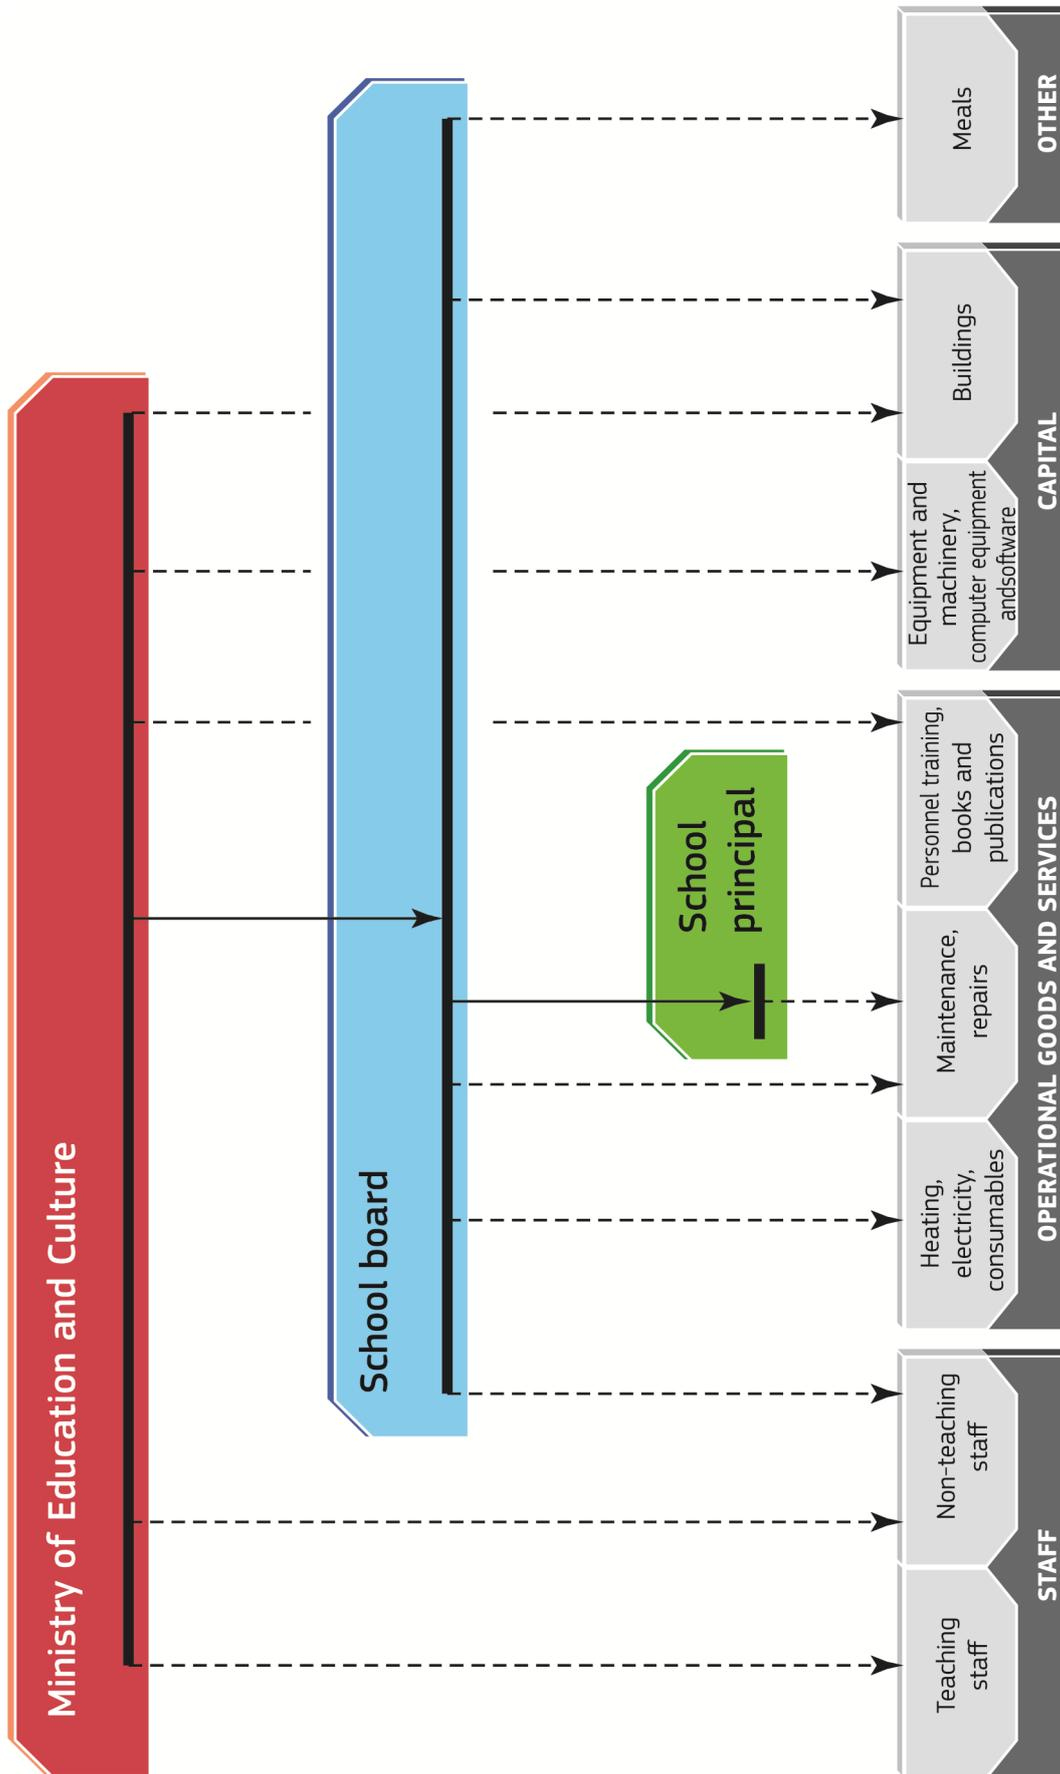 Ministry of Education and Culture
School board
School
principal
Teaching
staff
Non-teaching
staff
Heating,
electricity,
consumables
Maintenance,
repairs
Personnel training,
books and
publications
Equipment and
machinery,
computer equipment
andsoftware
Buildings
Meals
STAFF
OPERATIONAL GOODS AND SERVICES
CAPITAL
OTHER